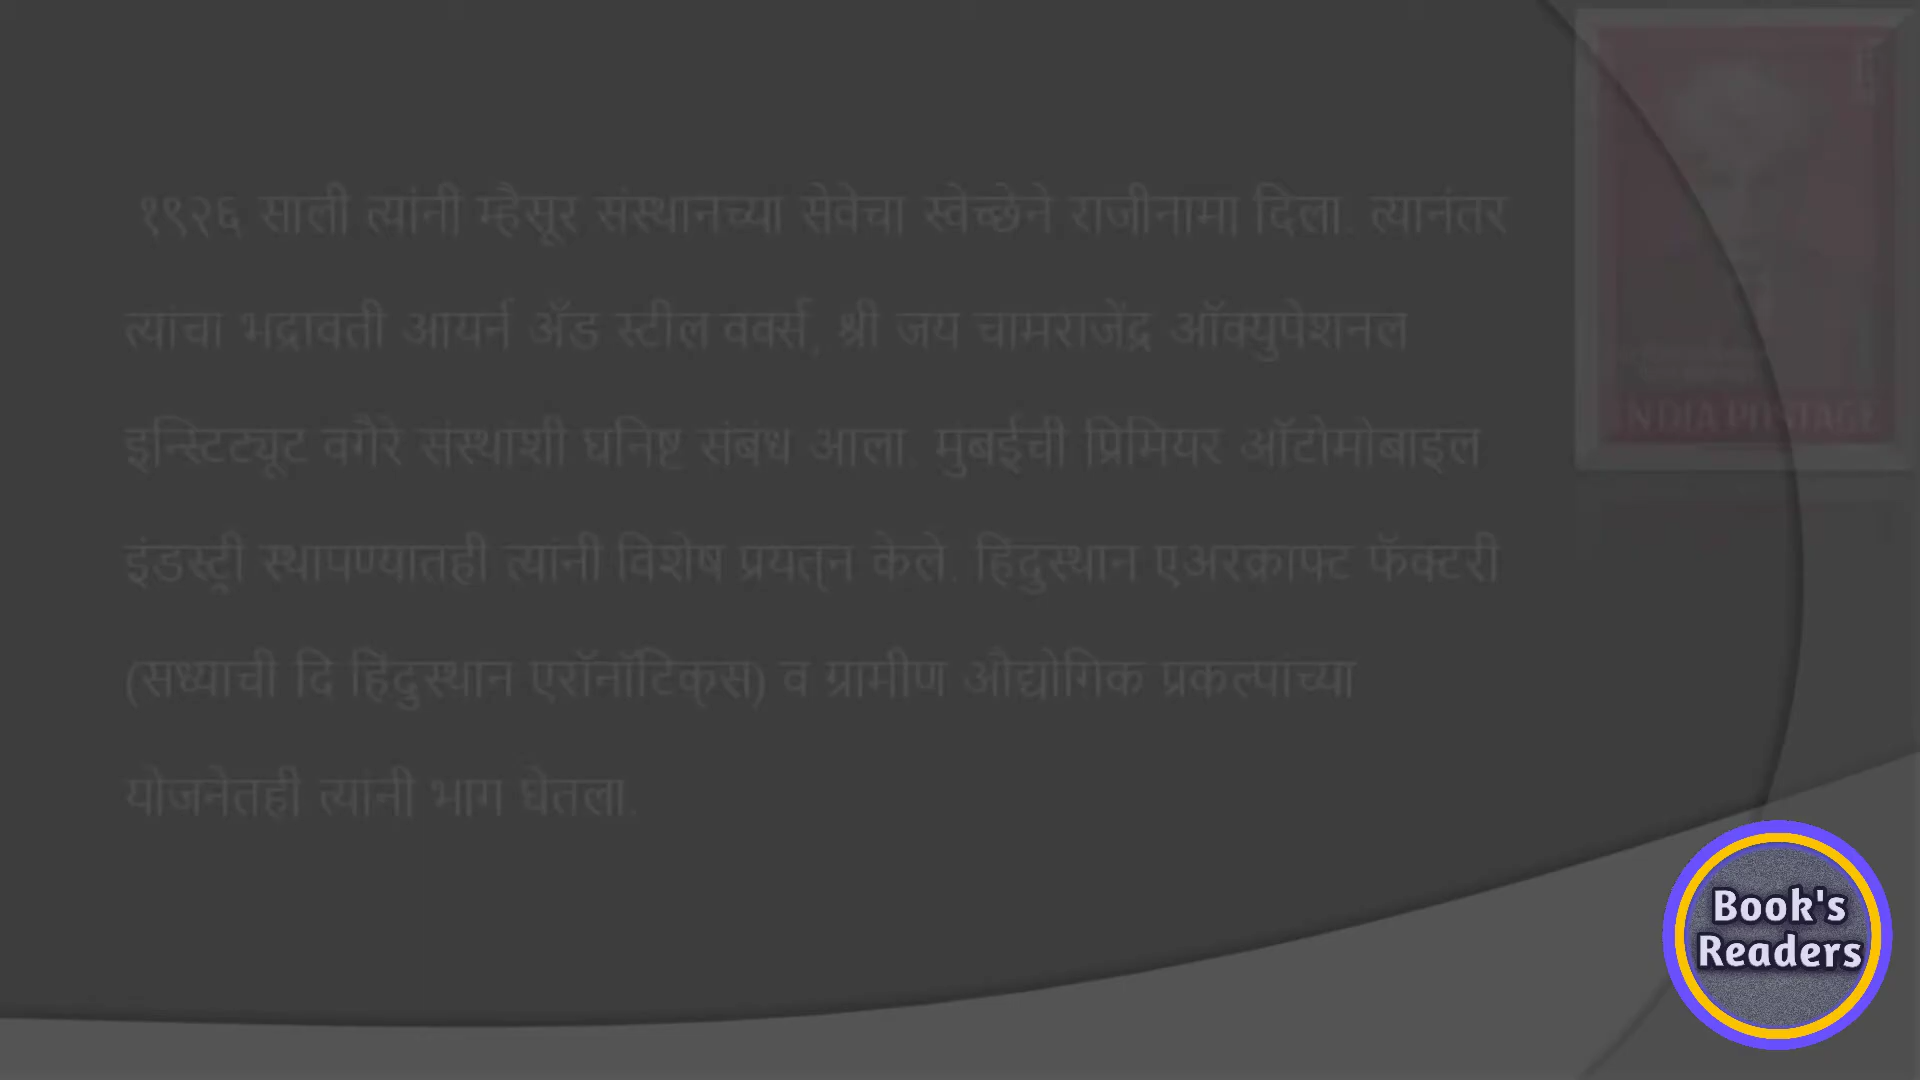 १९२६ साली त्यांनी म्हैसूर संस्थानच्या सेवेचा स्वेच्छेने राजीनामा दिला. त्यानंतर
त्यांचा भद्रावती आयर्न अँड स्टील वर्क्स, श्री जय चामराजेंद्र ऑक्युपेशनल
इन्स्टिट्यूट वगैरे संस्थाशी घनिष्ट संबंध आला. मुंबईची प्रिमियर ऑटोमोबाइल
इंडस्ट्री स्थापण्यातही त्यांनी विशेष प्रयत्‍न केले. हिंदुस्थान एअरक्राफ्ट फॅक्टरी
(सध्याची दि हिंदुस्थान एरॉनॉटिक्‍स) व ग्रामीण औद्योगिक प्रकल्पांच्या
योजनेतही त्यांनी भाग घेतला.
INDIA POSTAGE
Book's
Readers